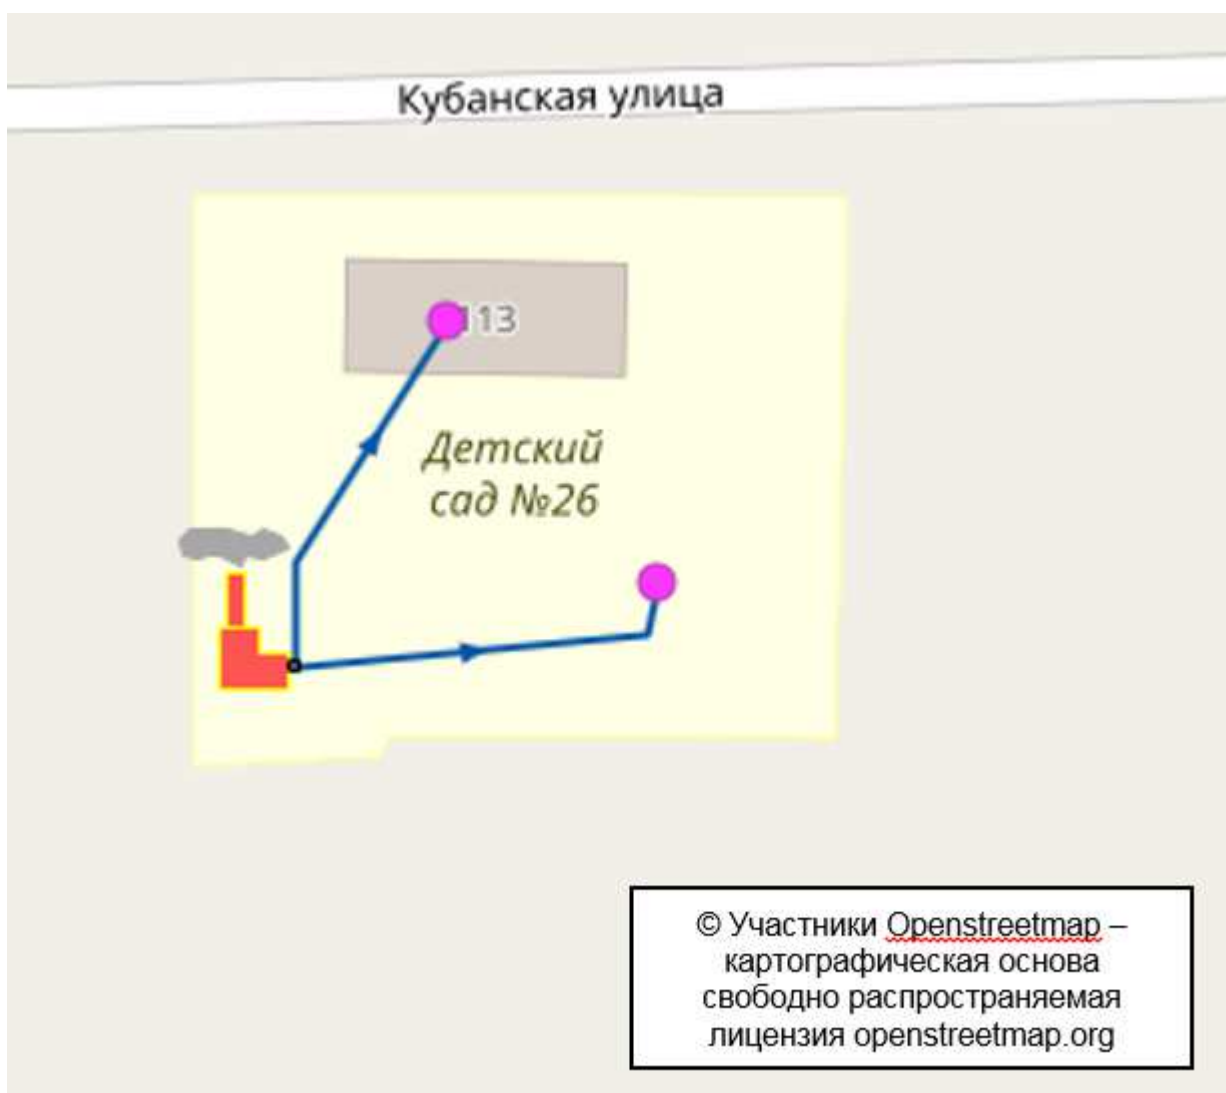 Кубанская улица
113
Детский
сад №26
© Участники Openstreetmap –
картографическая основа
свободно распространяемая
лицензия openstreetmap.org